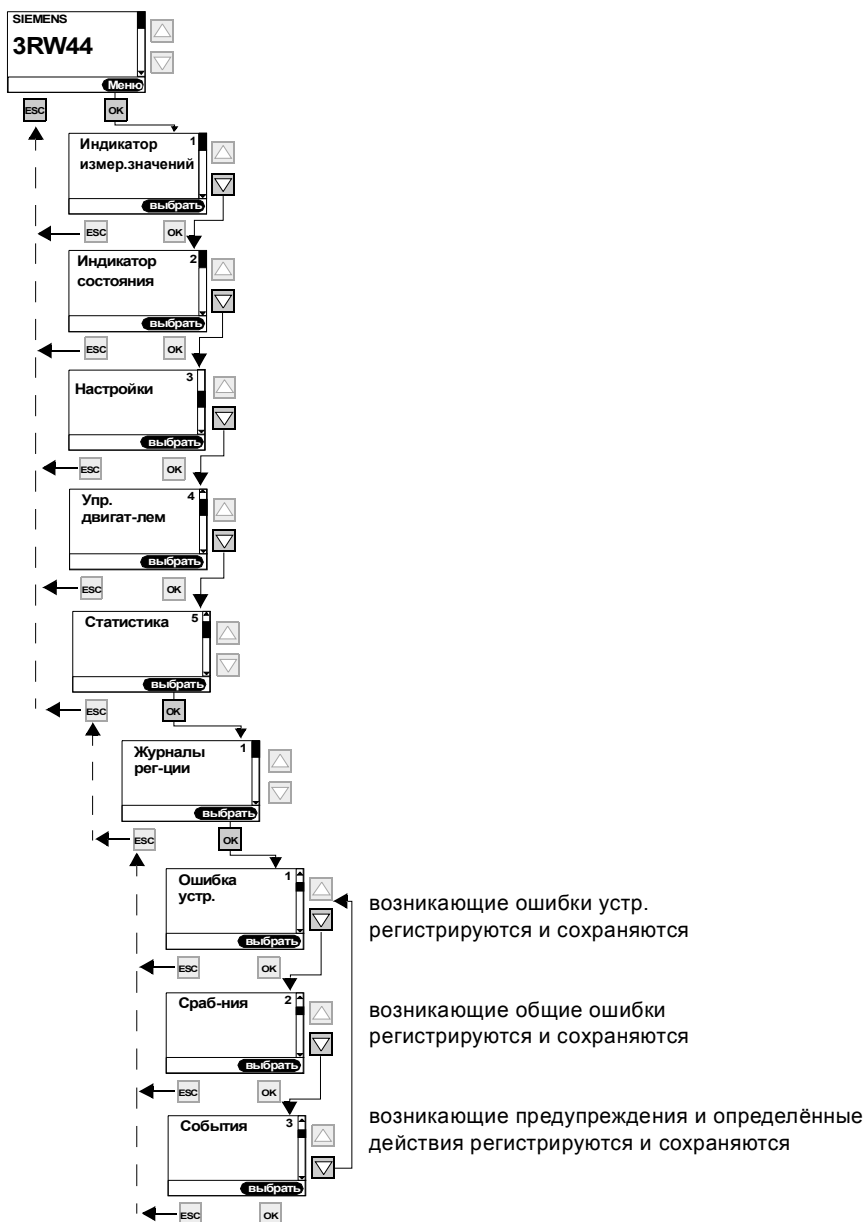 SIEMENS
3RW44
Меню
ESC
OK
Индикатор 1
измер.значений
выбрать
ESC
OK
Индикатор 2
состояния
выбрать
ESC
OK
3
Настройки
выбрать
ESC
OK
Упр. 4
двигат-лем
выбрать
ESC
OK
Статистика 5
выбрать
ESC
OK
Журналы 1
рег-ции
выбрать
ESC
OK
Ошибка 1
устр.
выбрать
возникающие ошибки устр.
регистрируются и сохраняются
ESC
OK
Сраб-ния 2
выбрать
возникающие общие ошибки
регистрируются и сохраняются
ESC
OK
События 3
выбрать
возникающие предупреждения и определённые
действия регистрируются и сохраняются
ESC
OK